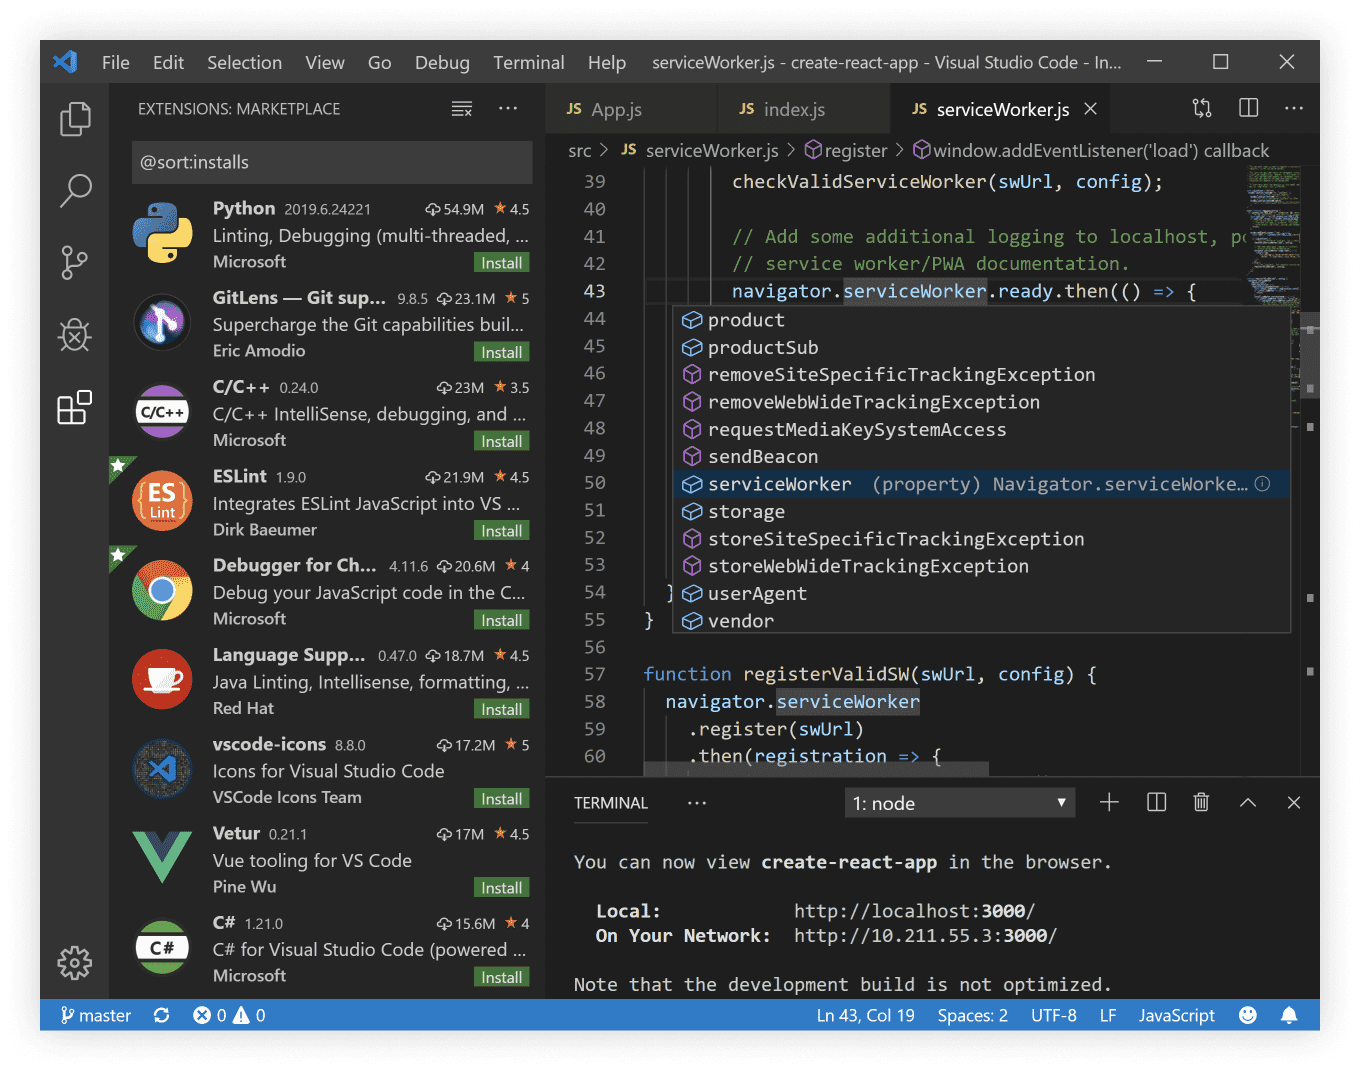 File Edit Selection View Go Debug Terminal Help serviceWorker.js - create-react-app - Visual Studio Code - In...
EXTENSIONS: MARKETPLACE
@sort:installs
Python 2019.6.24221 54.9M 4.5
Linting, Debugging (multi-threaded, ...
Microsoft Install
GitLens — Git sup... 9.8.5 23.1M 5
Supercharge the Git capabilities buil...
Eric Amodio Install
C/C++
C/C++ 0.24.0 23M 3.5
C/C++ IntelliSense, debugging, and ...
Microsoft Install
ES
Lint
ESLint 1.9.0 21.9M 4.5
Integrates ESLint JavaScript into VS ...
Dirk Baeumer Install
Debugger for Ch... 4.11.6 20.6M 4
Debug your JavaScript code in the C...
Microsoft Install
Language Supp... 0.47.0 18.7M 4.5
Java Linting, Intellisense, formatting, ...
Red Hat Install
vscode-icons 8.8.0 17.2M 5
Icons for Visual Studio Code
VSCode Icons Team Install
Vetur 0.21.1 17M 4.5
Vue tooling for VS Code
Pine Wu Install
C#
C# 1.21.0 15.6M 4
C# for Visual Studio Code (powered ...
Microsoft Install
JS App.js JS index.js JS serviceWorker.js
src > JS serviceWorker.js > register > window.addEventListener('load') callback
39 checkValidServiceWorker(swUrl, config);
40
41 // Add some additional logging to localhost, po
42 // service worker/PWA documentation.
43 navigator.serviceWorker.ready.then(() => {
44 product
45 productSub
46 removeSiteSpecificTrackingException
47 removeWebWideTrackingException
48 requestMediaKeySystemAccess
49 sendBeacon
50 serviceWorker (property) Navigator.serviceWorke...
51 storage
52 storeSiteSpecificTrackingException
53 storeWebWideTrackingException
54 } userAgent
55 } vendor
56
57 function registerValidSW(swUrl, config) {
58 navigator.serviceWorker
59 .register(swUrl)
60 .then(registration => {
TERMINAL ... 1: node
You can now view create-react-app in the browser.
Local: http://localhost:3000/
On Your Network: http://10.211.55.3:3000/
Note that the development build is not optimized.
master 0 0 Ln 43, Col 19 Spaces: 2 UTF-8 LF JavaScript